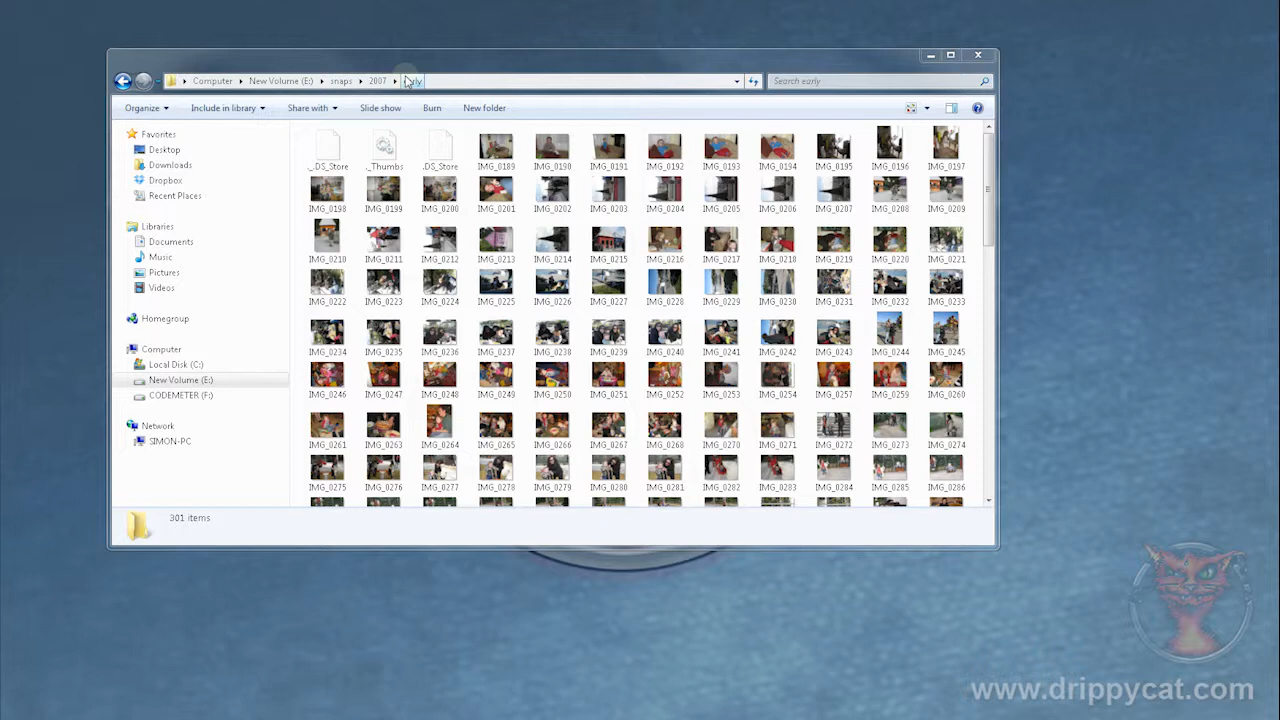 Computer New Volume (E:) snaps 2007 Search early
Organize Include in library Share with Slide show Burn New folder
Favorites
Desktop
Downloads
Dropbox
Recent Places
Libraries
Documents
Music
Pictures
Videos
Homegroup
Computer
Local Disk (C:)
New Volume (E:)
CODEMETER (F:)
Network
SIMON-PC
._.DS_Store ._Thumbs .DS_Store IMG_0189 IMG_0190 IMG_0191 IMG_0192 IMG_0193 IMG_0194 IMG_0195 IMG_0196 IMG_0197
IMG_0198 IMG_0199 IMG_0200 IMG_0201 IMG_0202 IMG_0203 IMG_0204 IMG_0205 IMG_0206 IMG_0207 IMG_0208 IMG_0209
IMG_0210 IMG_0211 IMG_0212 IMG_0213 IMG_0214 IMG_0215 IMG_0216 IMG_0217 IMG_0218 IMG_0219 IMG_0220 IMG_0221
IMG_0222 IMG_0223 IMG_0224 IMG_0225 IMG_0226 IMG_0227 IMG_0228 IMG_0229 IMG_0230 IMG_0231 IMG_0232 IMG_0233
IMG_0234 IMG_0235 IMG_0236 IMG_0237 IMG_0238 IMG_0239 IMG_0240 IMG_0241 IMG_0242 IMG_0243 IMG_0244 IMG_0245
IMG_0246 IMG_0247 IMG_0248 IMG_0249 IMG_0250 IMG_0251 IMG_0252 IMG_0253 IMG_0254 IMG_0258 IMG_0259 IMG_0260
IMG_0261 IMG_0263 IMG_0264 IMG_0265 IMG_0266 IMG_0267 IMG_0268 IMG_0270 IMG_0271 IMG_0272 IMG_0273 IMG_0274
IMG_0275 IMG_0276 IMG_0277 IMG_0278 IMG_0279 IMG_0280 IMG_0281 IMG_0282 IMG_0283 IMG_0284 IMG_0285 IMG_0286
301 items
www.drippycat.com